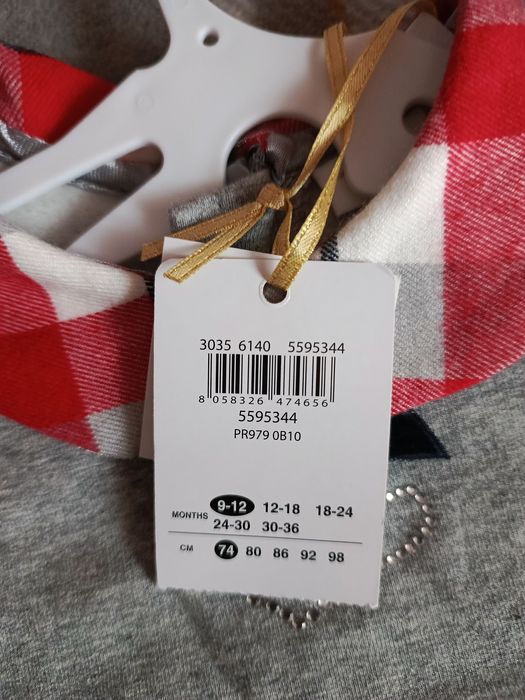 3035 6140 5595344
8 058326 474656
5595344
PR979 0B10
MONTHS 9-12 12-18 18-24
24-30 30-36
CM 74 80 86 92 98